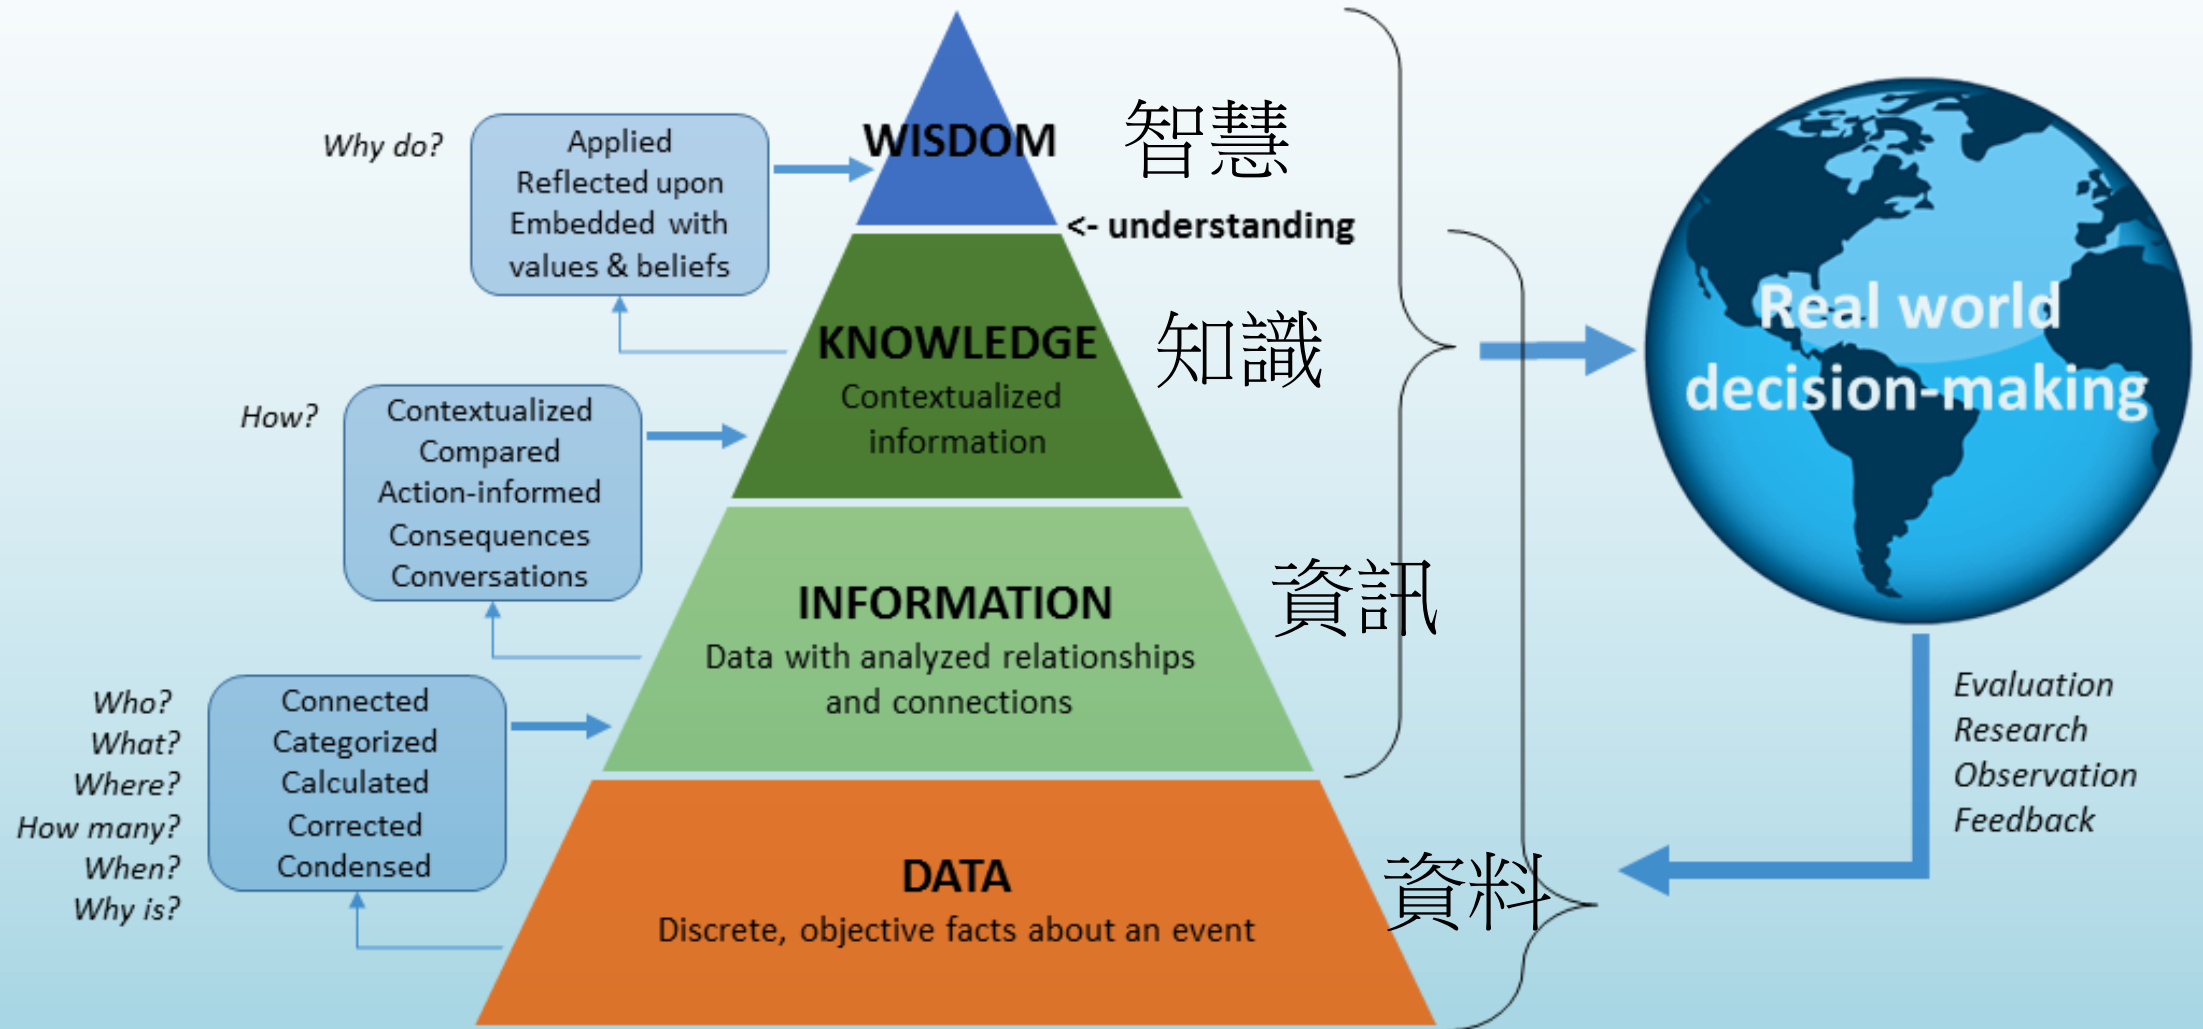 WISDOM
智慧
<- understanding
Why do?
Applied
Reflected upon
Embedded with
values & beliefs
KNOWLEDGE
Contextualized
information
知識
How?
Contextualized
Compared
Action-informed
Consequences
Conversations
INFORMATION
Data with analyzed relationships
and connections
資訊
Who?
What?
Where?
How many?
When?
Why is?
Connected
Categorized
Calculated
Corrected
Condensed
DATA
Discrete, objective facts about an event
資料
Real world
decision-making
Evaluation
Research
Observation
Feedback